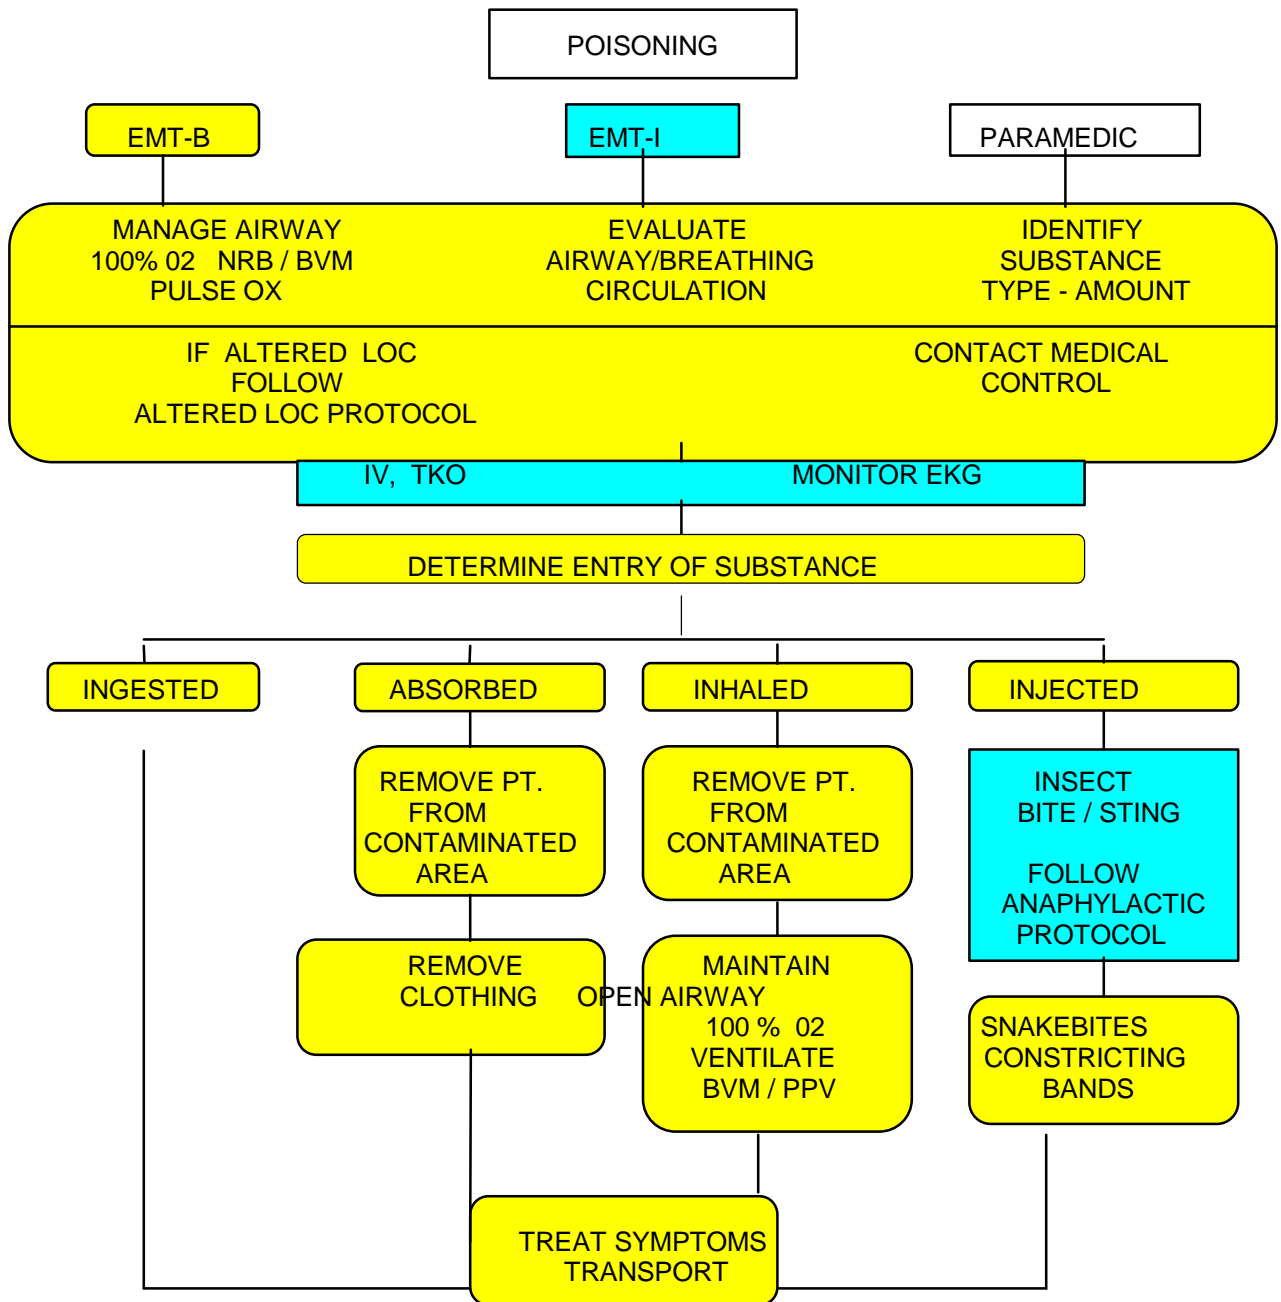 POISONING
EMT-B
EMT-I
PARAMEDIC
MANAGE AIRWAY
100% 02 NRB / BVM
PULSE OX
EVALUATE
AIRWAY/BREATHING
CIRCULATION
IDENTIFY
SUBSTANCE
TYPE - AMOUNT
IF ALTERED LOC
FOLLOW
ALTERED LOC PROTOCOL
CONTACT MEDICAL
CONTROL
IV, TKO
MONITOR EKG
DETERMINE ENTRY OF SUBSTANCE
INGESTED
ABSORBED
INHALED
INJECTED
REMOVE PT.
FROM
CONTAMINATED
AREA
REMOVE PT.
FROM
CONTAMINATED
AREA
INSECT
BITE / STING
FOLLOW
ANAPHYLACTIC
PROTOCOL
REMOVE
CLOTHING
MAINTAIN
OPEN AIRWAY
100 % 02
VENTILATE
BVM / PPV
SNAKEBITES
CONSTRICTING
BANDS
TREAT SYMPTOMS
TRANSPORT